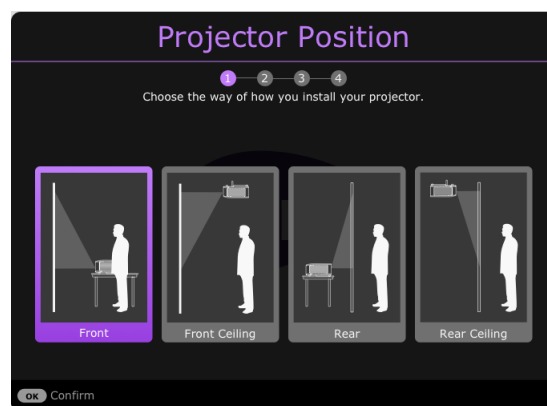 Projector Position
1 2 3 4
Choose the way of how you install your projector.
Front Front Ceiling Rear Rear Ceiling
OK Confirm